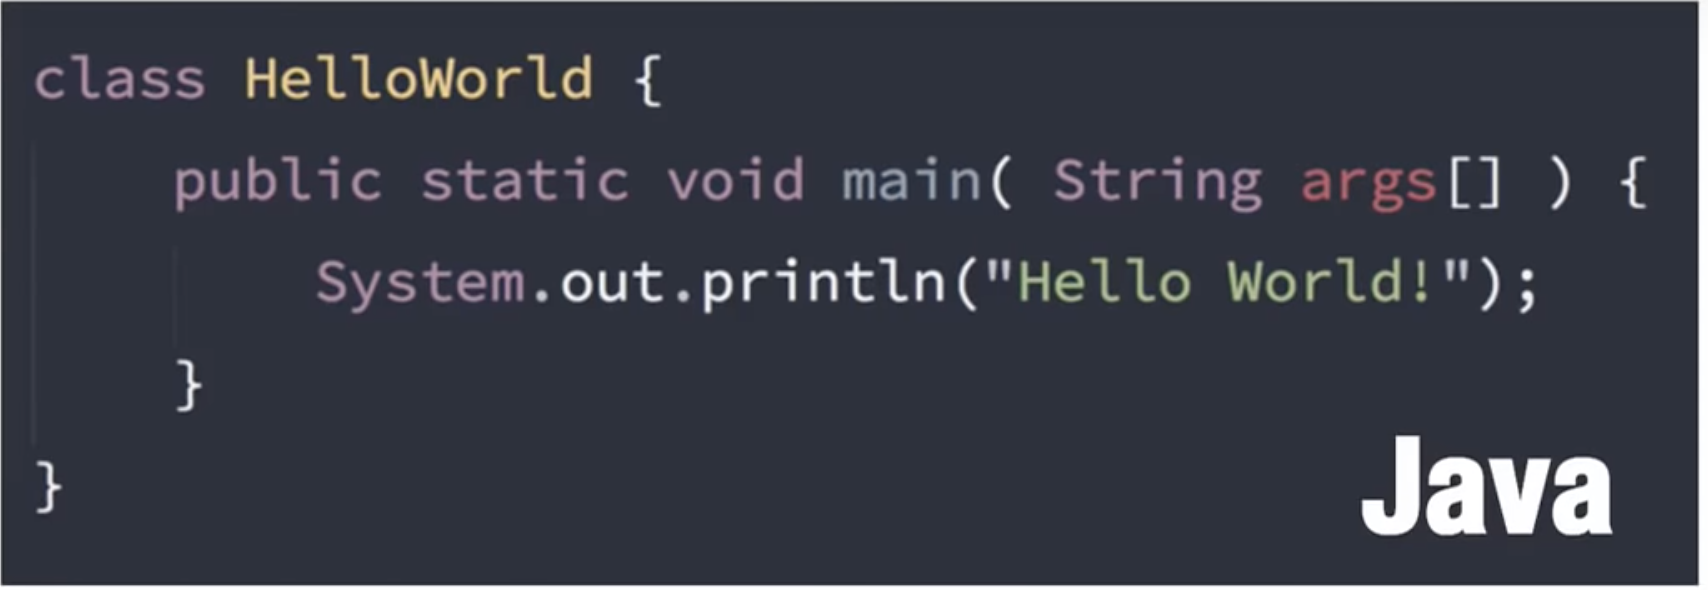 class HelloWorld {
    public static void main( String args[] ) {
        System.out.println("Hello World!");
    }
}
Java